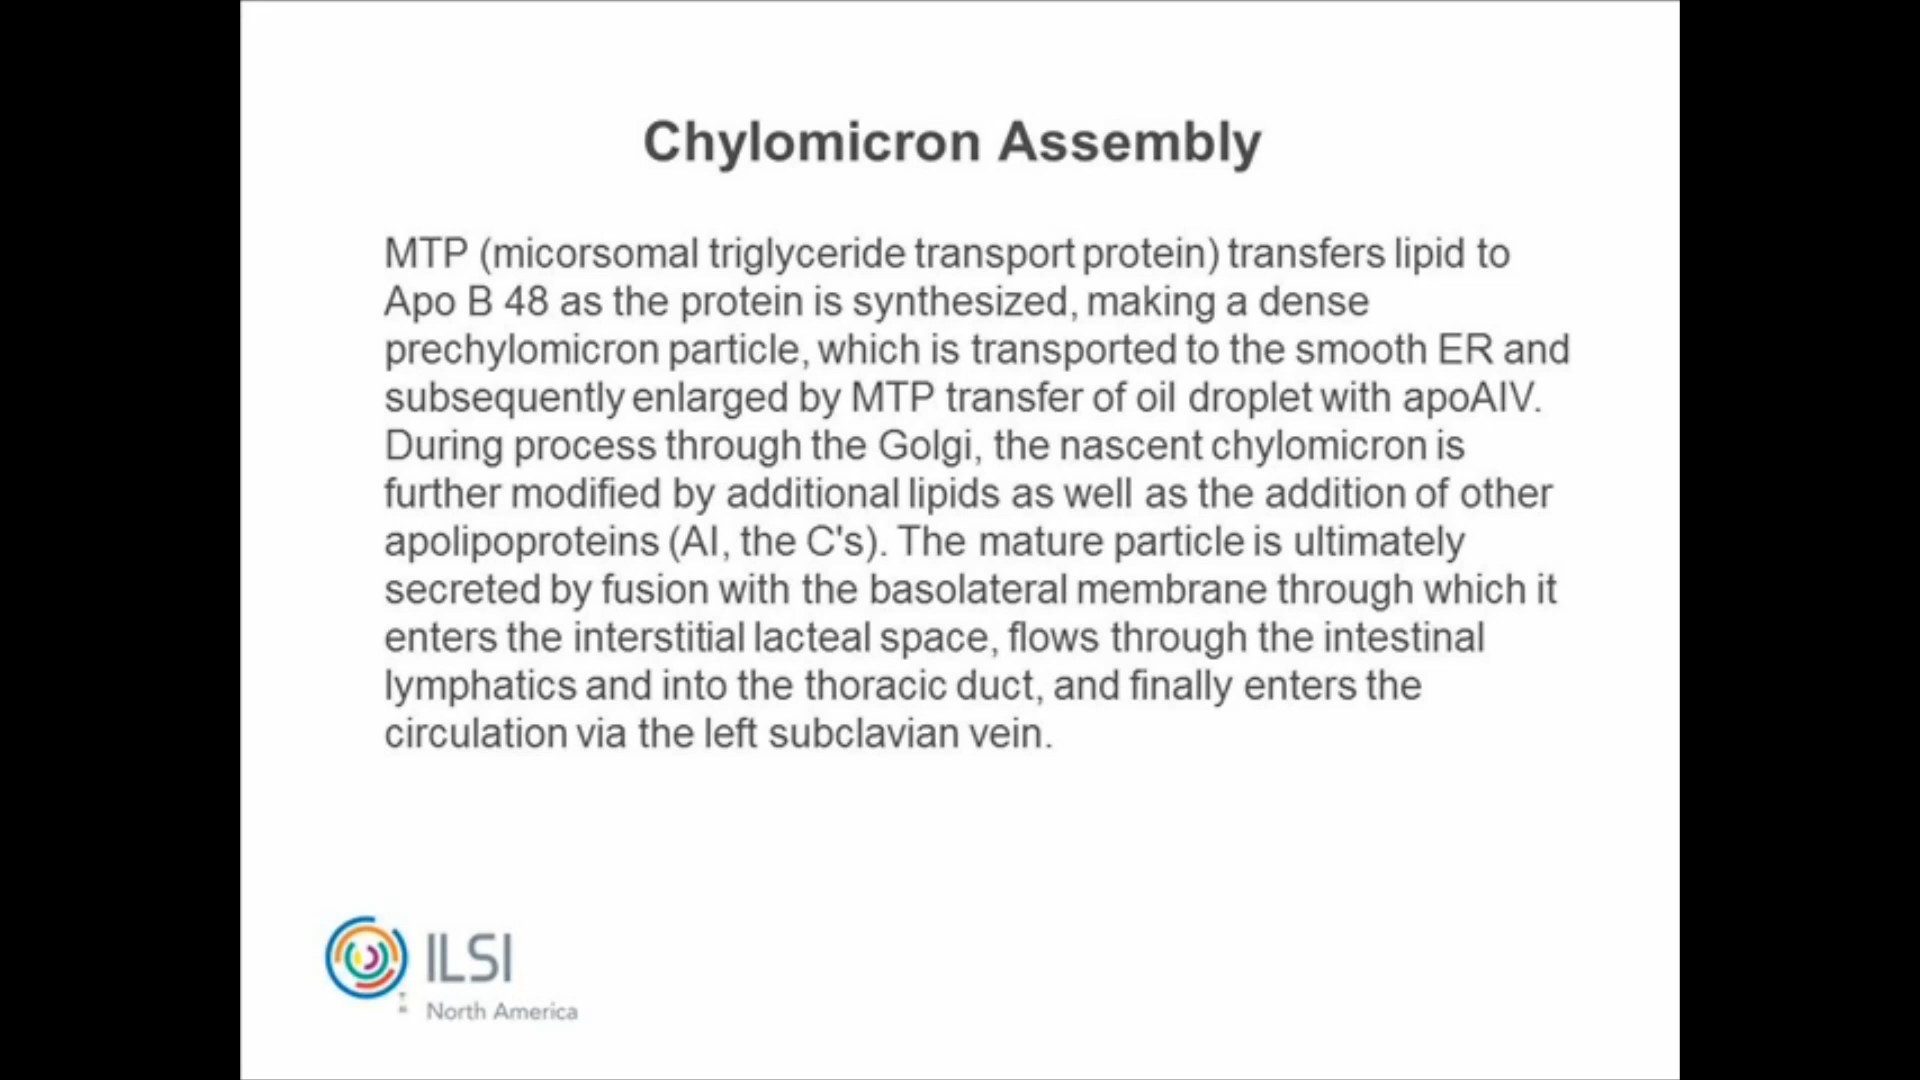 Chylomicron Assembly
MTP (micorsomal triglyceride transport protein) transfers lipid to
Apo B 48 as the protein is synthesized, making a dense
prechylomicron particle, which is transported to the smooth ER and
subsequently enlarged by MTP transfer of oil droplet with apoAIV.
During process through the Golgi, the nascent chylomicron is
further modified by additional lipids as well as the addition of other
apolipoproteins (AI, the C's). The mature particle is ultimately
secreted by fusion with the basolateral membrane through which it
enters the interstitial lacteal space, flows through the intestinal
lymphatics and into the thoracic duct, and finally enters the
circulation via the left subclavian vein.
ILSI
North America